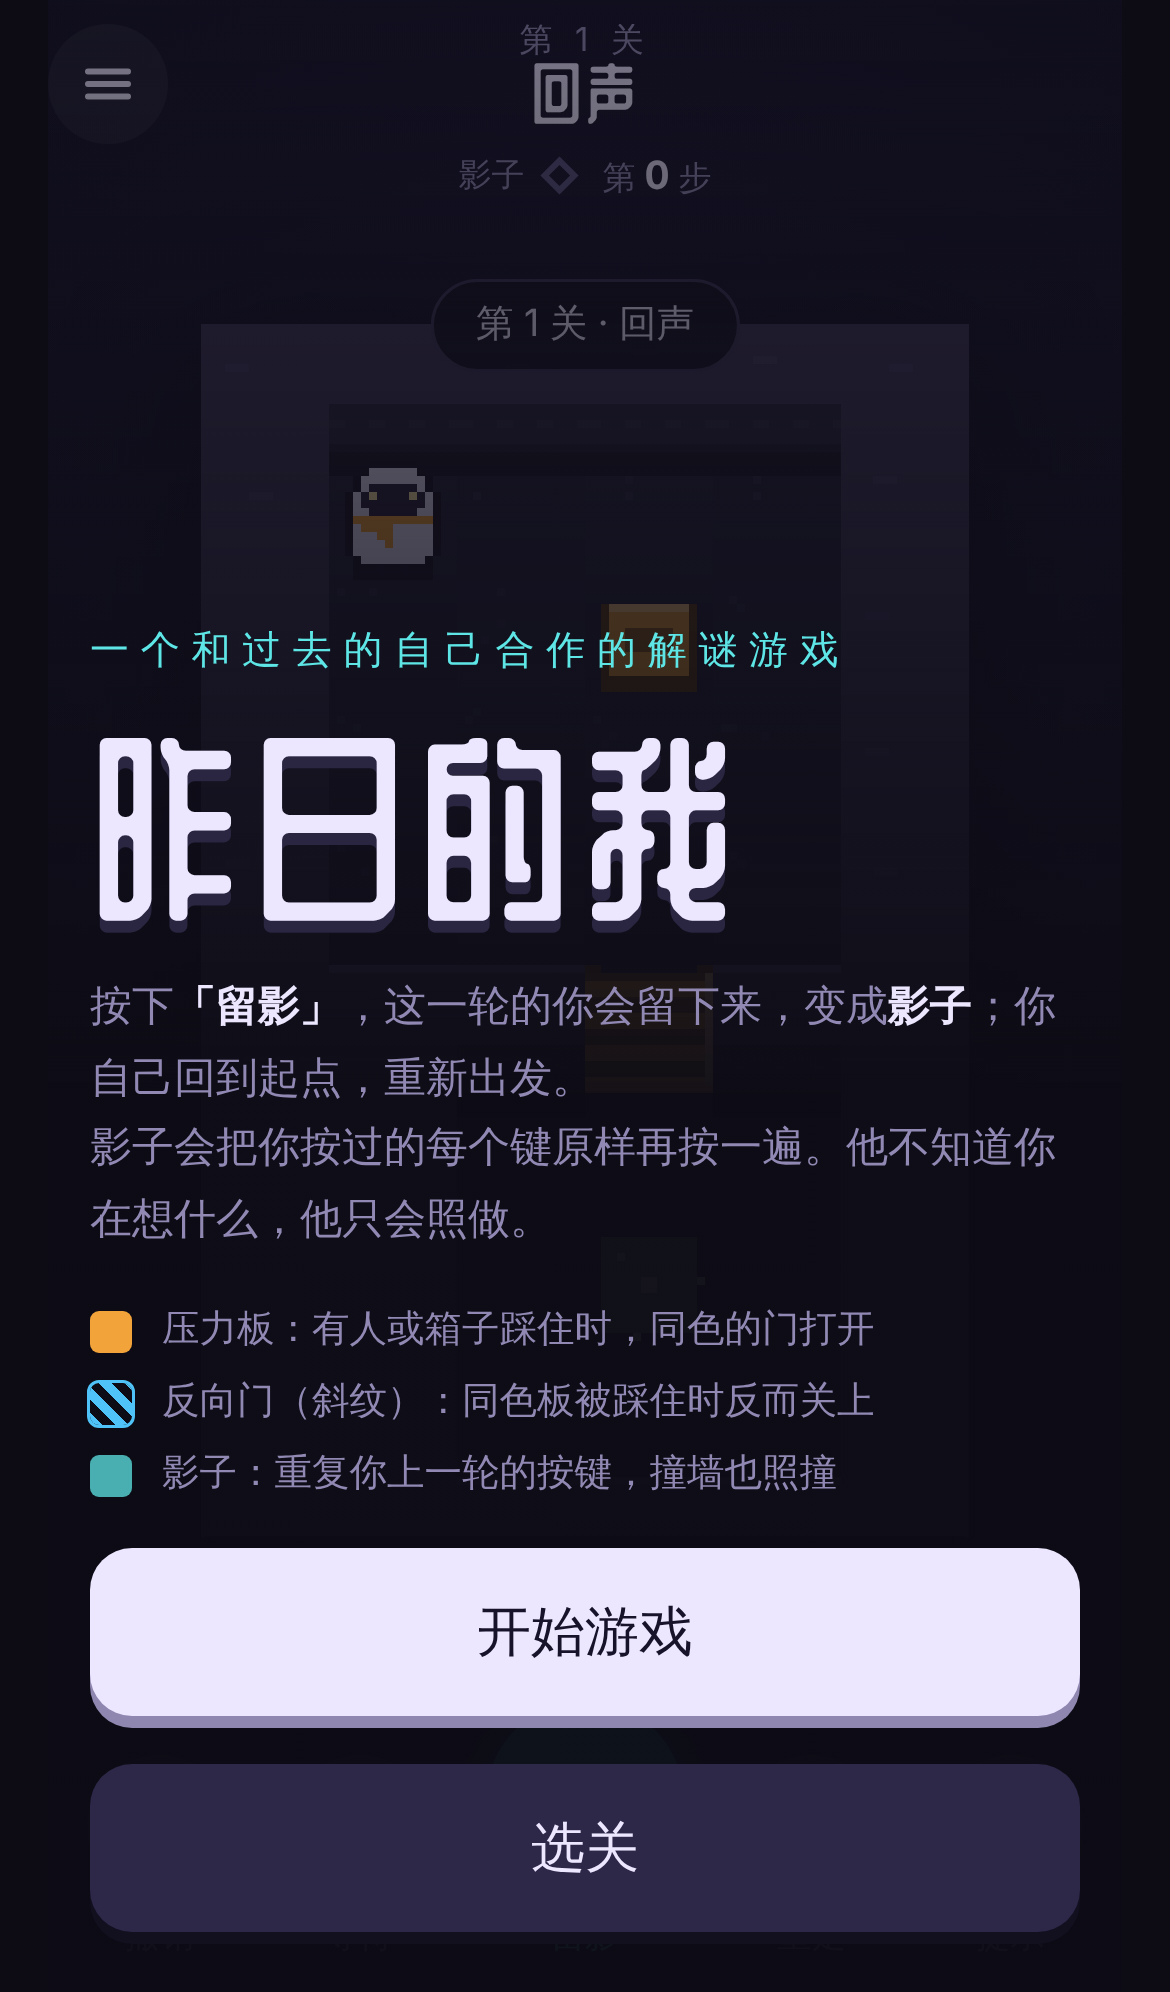 第 1 关
回声
影子 第 0 步
第 1 关 · 回声
一个和过去的自己合作的解谜游戏
昨日的我
按下「留影」，这一轮的你会留下来，变成影子；你
自己回到起点，重新出发。
影子会把你按过的每个键原样再按一遍。他不知道你
在想什么，他只会照做。
压力板：有人或箱子踩住时，同色的门打开
反向门（斜纹）：同色板被踩住时反而关上
影子：重复你上一轮的按键，撞墙也照撞
开始游戏
选关